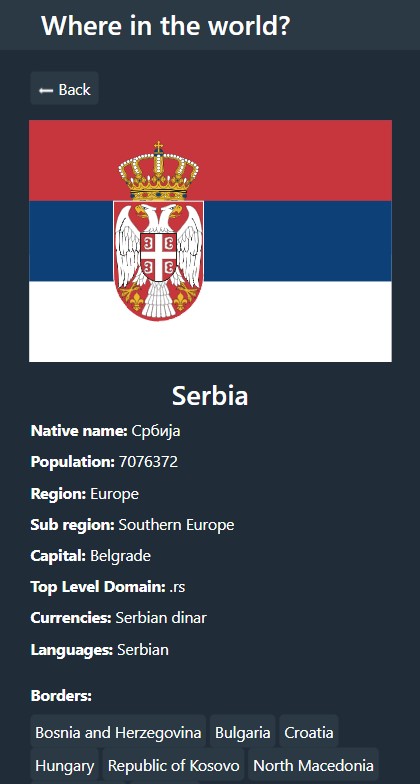 Where in the world?
Back
Serbia
Native name: Србија
Population: 7076372
Region: Europe
Sub region: Southern Europe
Capital: Belgrade
Top Level Domain: .rs
Currencies: Serbian dinar
Languages: Serbian
Borders:
Bosnia and Herzegovina Bulgaria Croatia
Hungary Republic of Kosovo North Macedonia